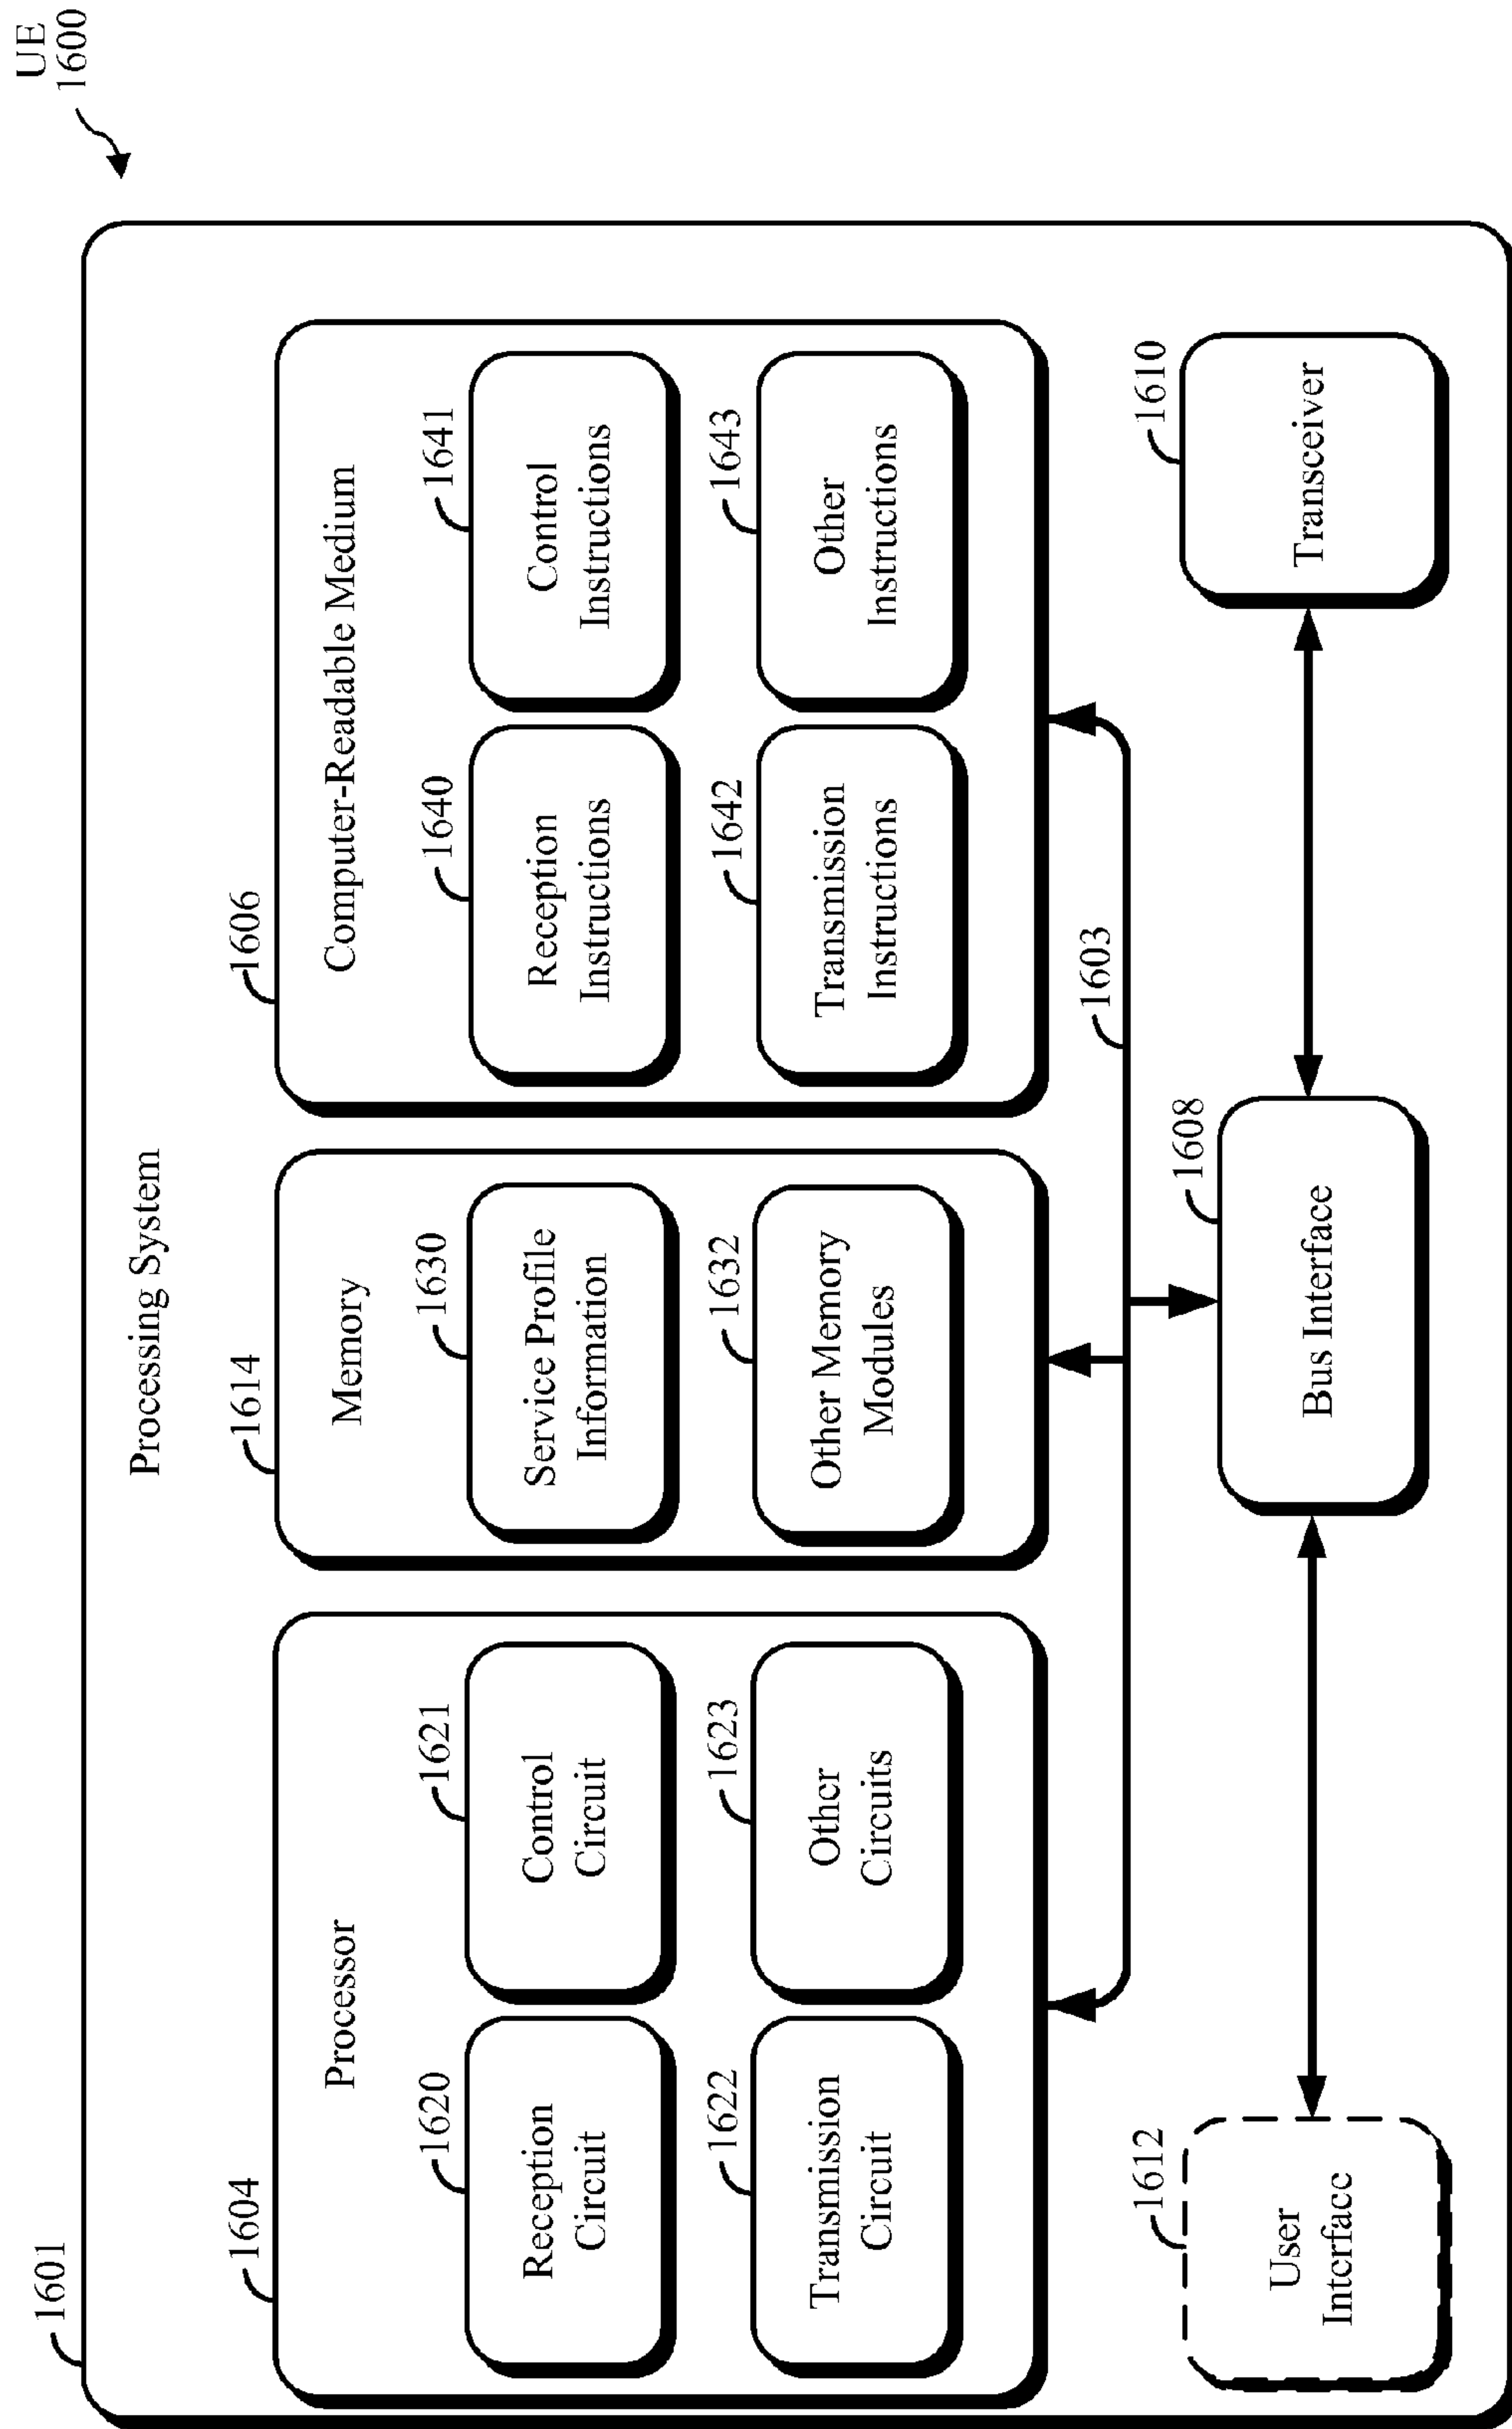 UE
1600
1601
Processing System
1604
Processor
1620
Reception
Circuit
1621
Control
Circuit
1622
Transmission
Circuit
1623
Other
Circuits
1614
Memory
1630
Service Profile
Information
1632
Other Memory
Modules
1606
Computer-Readable Medium
1640
Reception
Instructions
1641
Control
Instructions
1642
Transmission
Instructions
1643
Other
Instructions
1603
1612
User
Interface
1608
Bus Interface
1610
Transceiver